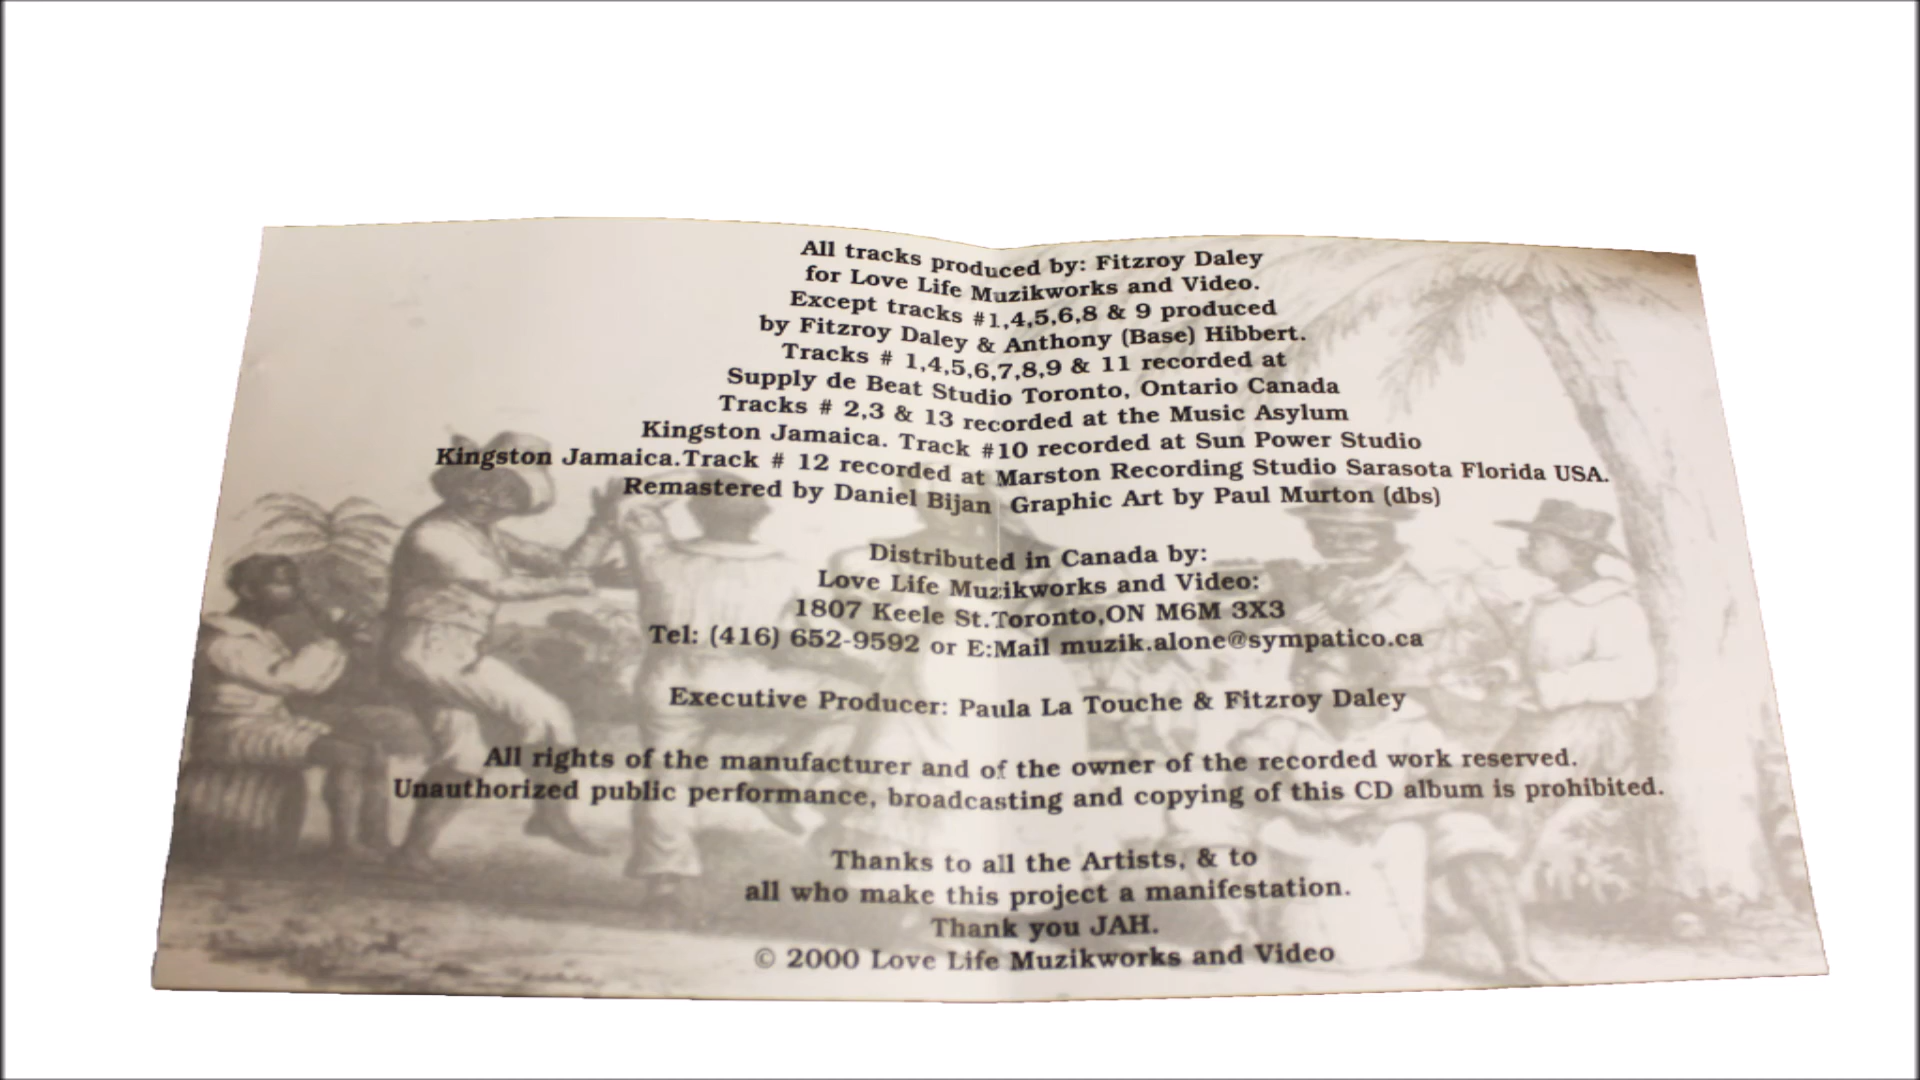 All tracks produced by: Fitzroy Daley
for Love Life Muzikworks and Video.
Except tracks #1,4,5,6,8 & 9 produced
by Fitzroy Daley & Anthony (Base) Hibbert.
Tracks # 1,4,5,6,7,8,9 & 11 recorded at
Supply de Beat Studio Toronto, Ontario Canada
Tracks # 2,3 & 13 recorded at the Music Asylum
Kingston Jamaica. Track #10 recorded at Sun Power Studio
Kingston Jamaica.Track # 12 recorded at Marston Recording Studio Sarasota Florida USA.
Remastered by Daniel Bijan Graphic Art by Paul Murton (dbs)
Distributed in Canada by:
Love Life Muzikworks and Video:
1807 Keele St.Toronto,ON M6M 3X3
Tel: (416) 652-9592 or E:Mail muzik.alone@sympatico.ca
Executive Producer: Paula La Touche & Fitzroy Daley
All rights of the manufacturer and of the owner of the recorded work reserved.
Unauthorized public performance, broadcasting and copying of this CD album is prohibited.
Thanks to all the Artists, & to
all who make this project a manifestation.
Thank you JAH.
© 2000 Love Life Muzikworks and Video